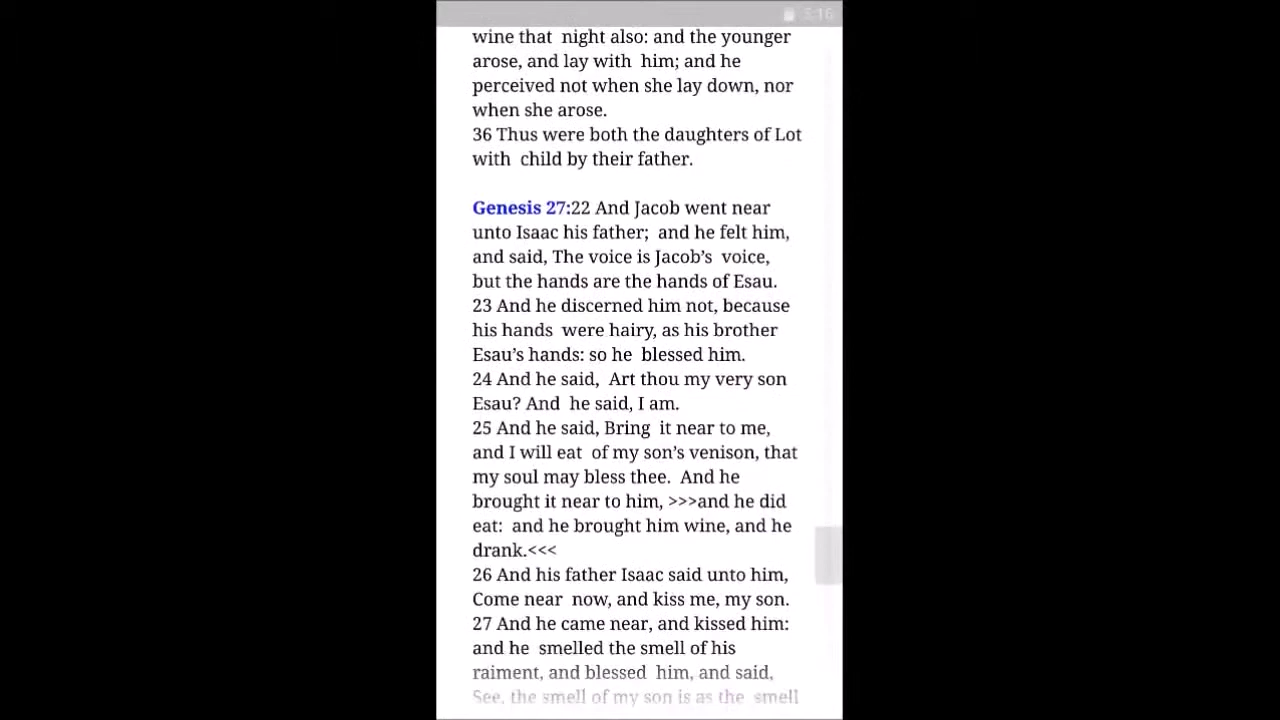 5:16
wine that night also: and the younger
arose, and lay with him; and he
perceived not when she lay down, nor
when she arose.
36 Thus were both the daughters of Lot
with child by their father.
Genesis 27:22 And Jacob went near
unto Isaac his father; and he felt him,
and said, The voice is Jacob’s voice,
but the hands are the hands of Esau.
23 And he discerned him not, because
his hands were hairy, as his brother
Esau’s hands: so he blessed him.
24 And he said, Art thou my very son
Esau? And he said, I am.
25 And he said, Bring it near to me,
and I will eat of my son’s venison, that
my soul may bless thee. And he
brought it near to him, >>>and he did
eat: and he brought him wine, and he
drank.<<<
26 And his father Isaac said unto him,
Come near now, and kiss me, my son.
27 And he came near, and kissed him:
and he smelled the smell of his
raiment, and blessed him, and said,
See, the smell of my son is as the smell